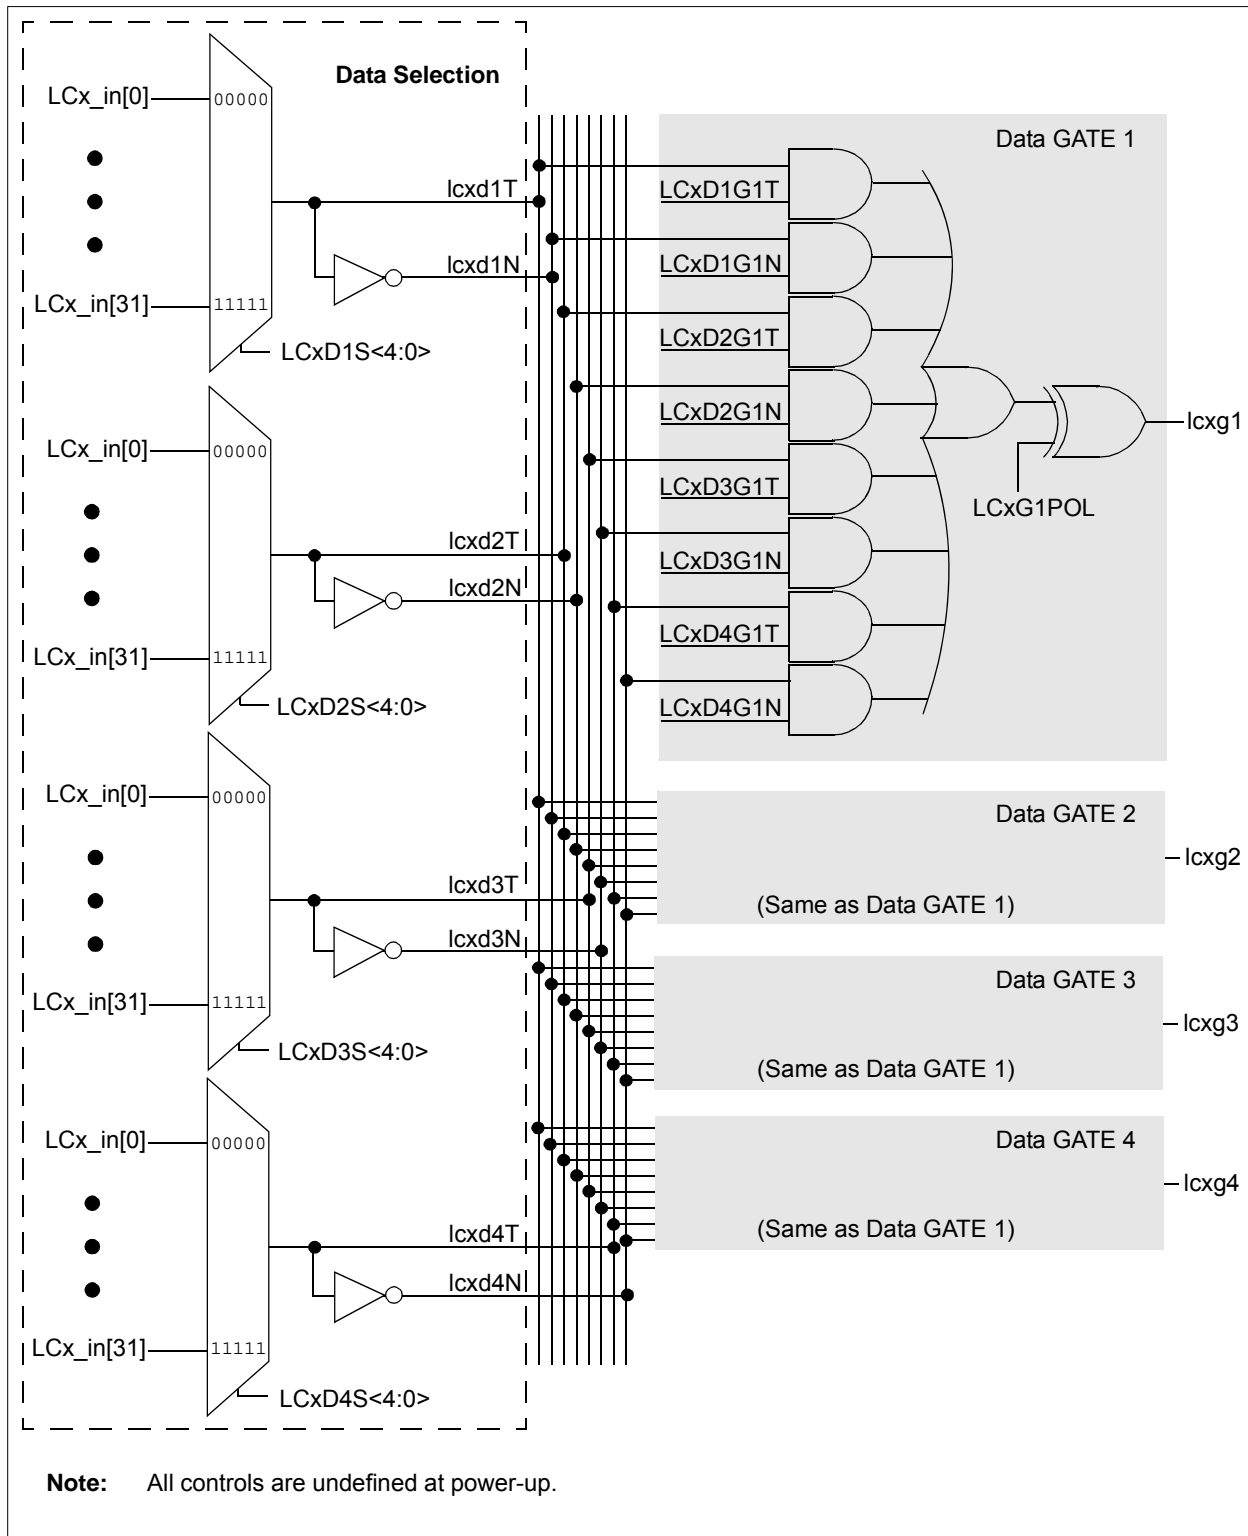 Data Selection
LCx_in[0]
00000
LCx_in[31]
11111
LCxD1S<4:0>
lcxd1T
lcxd1N
LCx_in[0]
00000
LCx_in[31]
11111
LCxD2S<4:0>
lcxd2T
lcxd2N
LCx_in[0]
00000
LCx_in[31]
11111
LCxD3S<4:0>
lcxd3T
lcxd3N
LCx_in[0]
00000
LCx_in[31]
11111
LCxD4S<4:0>
lcxd4T
lcxd4N
Data GATE 1
LCxD1G1T
LCxD1G1N
LCxD2G1T
LCxD2G1N
LCxD3G1T
LCxD3G1N
LCxD4G1T
LCxD4G1N
LCxG1POL
lcxg1
Data GATE 2
(Same as Data GATE 1)
lcxg2
Data GATE 3
(Same as Data GATE 1)
lcxg3
Data GATE 4
(Same as Data GATE 1)
lcxg4
Note: All controls are undefined at power-up.